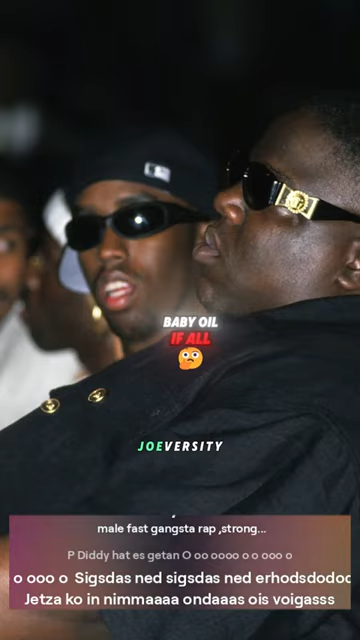 BABY OIL
IF ALL
JOEVERSITY
male fast gangsta rap ,strong...
P Diddy hat es getan O oo oooo o o ooo o
o ooo o Sigsdas ned sigsdas ned erhodsdodoo
Jetza ko in nimmaaaa ondaaas ois voigasss